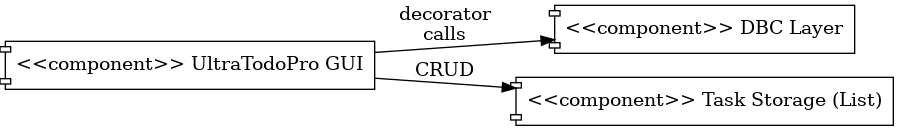 decorator
calls
<<component>> DBC Layer
<<component>> UltraTodoPro GUI
CRUD
<<component>> Task Storage (List)